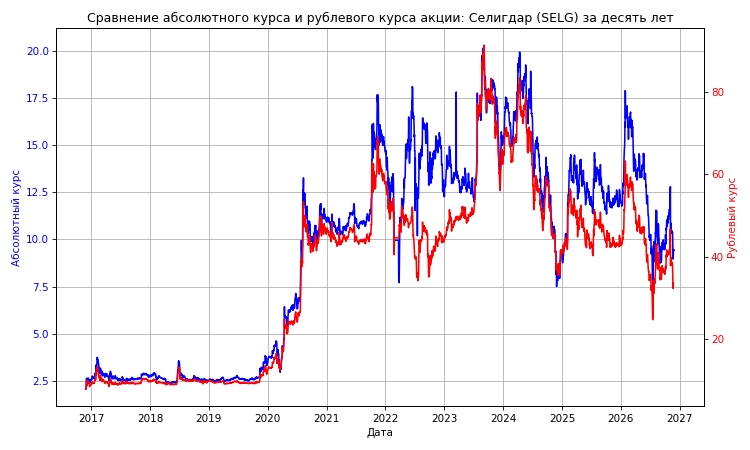 Сравнение абсолютного курса и рублевого курса акции: Селигдар (SELG) за десять лет
Абсолютный курс
20.0
17.5
15.0
12.5
10.0
7.5
5.0
2.5
80
60
40
20
Рублевый курс
2017 2018 2019 2020 2021 2022 2023 2024 2025 2026 2027
Дата